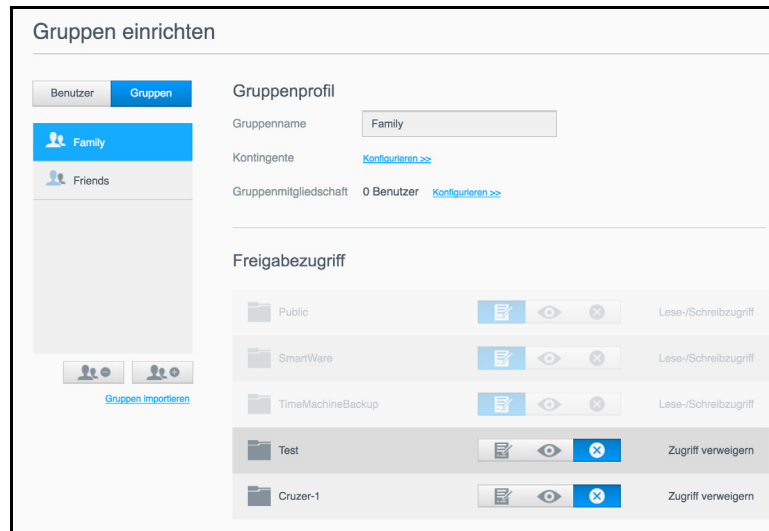 Gruppen einrichten
Benutzer Gruppen
Family
Friends
Gruppen importieren
Gruppenprofil
Gruppenname Family
Kontingente Konfigurieren >>
Gruppenmitgliedschaft 0 Benutzer Konfigurieren >>
Freigabezugriff
Public Lese-/Schreibzugriff
SmartWare Lese-/Schreibzugriff
TimeMachineBackup Lese-/Schreibzugriff
Test Zugriff verweigern
Cruzer-1 Zugriff verweigern